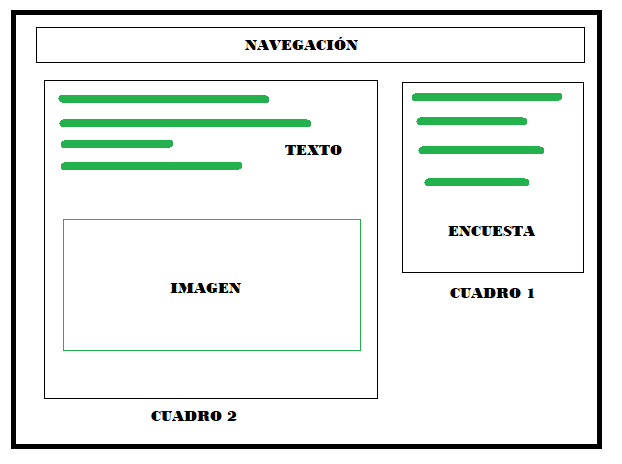 NAVEGACIÓN
TEXTO
IMAGEN
CUADRO 2
ENCUESTA
CUADRO 1